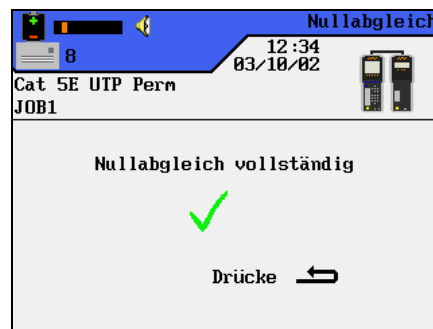 Nullabgleich
12:34
8
03/10/02
Cat 5E UTP Perm
JOB1
Nullabgleich vollständig
Drücke